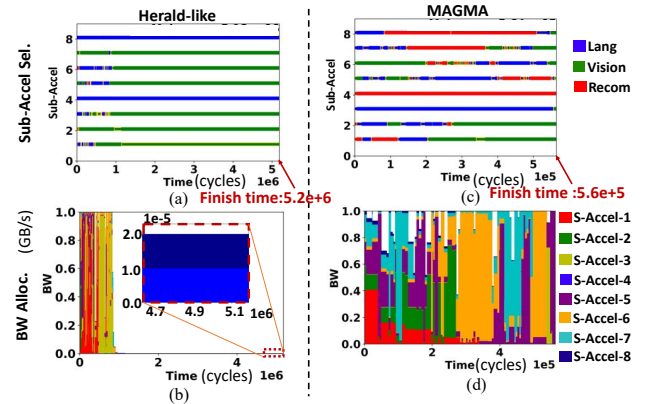 Herald-like
MAGMA
Sub-Accel Sel.
Sub-Accel
8
6
4
2
0
0 1 2 3 4 5
1e6
Time (cycles)
(a)
Finish time:5.2e+6
Sub-Accel
8
6
4
2
0
0 1 2 3 4 5
1e5
Time (cycles)
(c)
Finish time :5.6e+5
Lang
Vision
Recom
BW Alloc. (GB/s)
BW
1.0
0.8
0.6
0.4
0.2
0.0
0 2 4
1e6
Time (cycles)
(b)
1e-5
2.0
1.0
0.0
4.7 4.9 5.1
1e6
1.0
0.8
0.6
0.4
0.2
0.0
BW
0 2 4
1e5
Time (cycles)
(d)
S-Accel-1
S-Accel-2
S-Accel-3
S-Accel-4
S-Accel-5
S-Accel-6
S-Accel-7
S-Accel-8